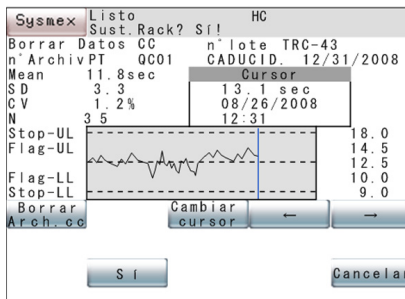 Sysmex
Listo HC
Sust.Rack? Sí!
Borrar Datos CC n°lote TRC-43
n°Archiv PT QC01 CADUCID. 12/31/2008
Mean 11.8sec Cursor
SD 3.3 13.1 sec
CV 1.2% 08/26/2008
N 35 12:31
Stop-UL 18.0
Flag-UL 14.5
12.5
Flag-LL 10.0
Stop-LL 9.0
Borrar
Arch.cc
Cambiar
cursor
← →
Sí Cancelar